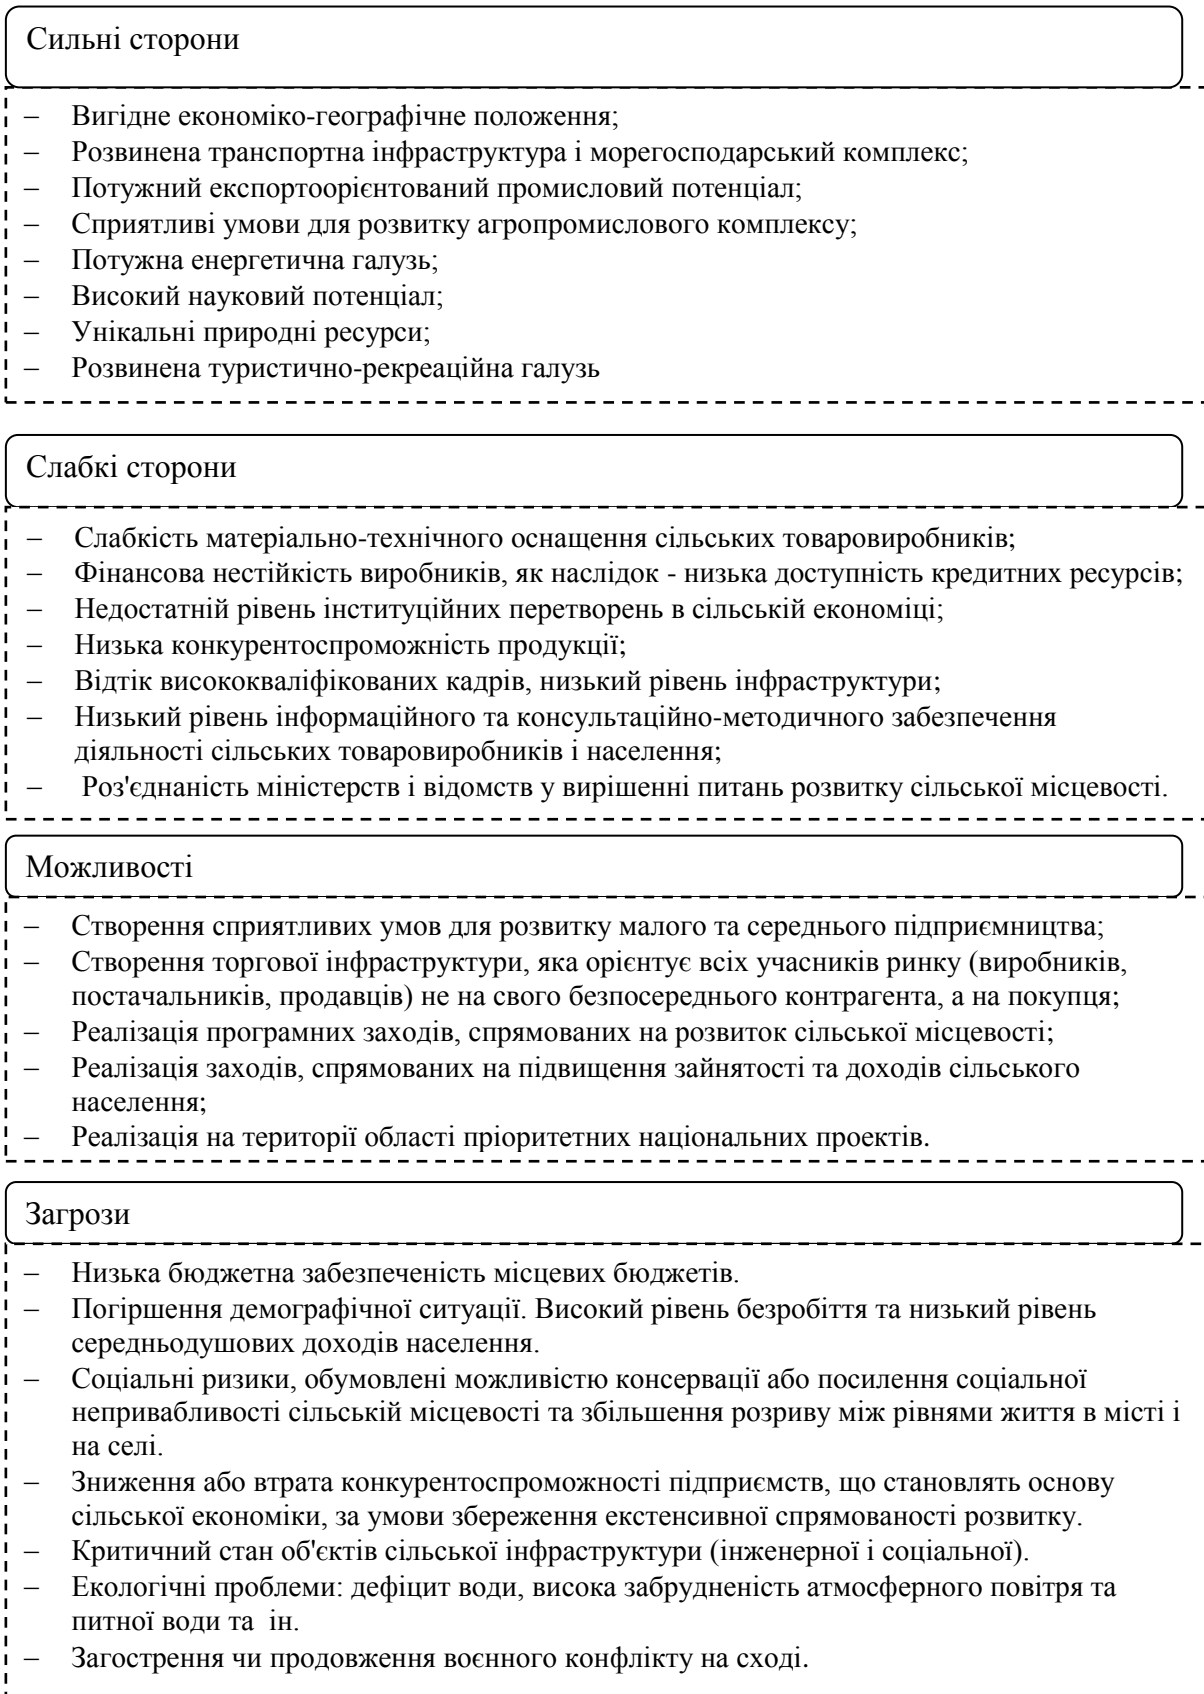 Сильні сторони
– Вигідне економіко-географічне положення;
– Розвинена транспортна інфраструктура і морегосподарський комплекс;
– Потужний експортоорієнтований промисловий потенціал;
– Сприятливі умови для розвитку агропромислового комплексу;
– Потужна енергетична галузь;
– Високий науковий потенціал;
– Унікальні природні ресурси;
– Розвинена туристично-рекреаційна галузь
Слабкі сторони
– Слабкість матеріально-технічного оснащення сільських товаровиробників;
– Фінансова нестійкість виробників, як наслідок - низька доступність кредитних ресурсів;
– Недостатній рівень інституційних перетворень в сільській економіці;
– Низька конкурентоспроможність продукції;
– Відтік висококваліфікованих кадрів, низький рівень інфраструктури;
– Низький рівень інформаційного та консультаційно-методичного забезпечення
діяльності сільських товаровиробників і населення;
– Роз'єднаність міністерств і відомств у вирішенні питань розвитку сільської місцевості.
Можливості
– Створення сприятливих умов для розвитку малого та середнього підприємництва;
– Створення торгової інфраструктури, яка орієнтує всіх учасників ринку (виробників,
постачальників, продавців) не на свого безпосереднього контрагента, а на покупця;
– Реалізація програмних заходів, спрямованих на розвиток сільської місцевості;
– Реалізація заходів, спрямованих на підвищення зайнятості та доходів сільського
населення;
– Реалізація на території області пріоритетних національних проектів.
Загрози
– Низька бюджетна забезпеченість місцевих бюджетів.
– Погіршення демографічної ситуації. Високий рівень безробіття та низький рівень
середньодушових доходів населення.
– Соціальні ризики, обумовлені можливістю консервації або посилення соціальної
непривабливості сільській місцевості та збільшення розриву між рівнями життя в місті і
на селі.
– Зниження або втрата конкурентоспроможності підприємств, що становлять основу
сільської економіки, за умови збереження екстенсивної спрямованості розвитку.
– Критичний стан об'єктів сільської інфраструктури (інженерної і соціальної).
– Екологічні проблеми: дефіцит води, висока забрудненість атмосферного повітря та
питної води та ін.
– Загострення чи продовження воєнного конфлікту на сході.